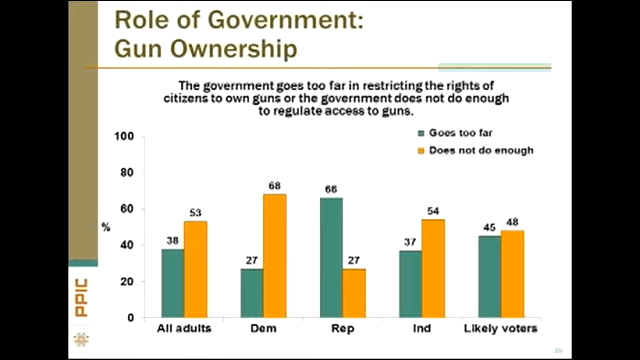 Role of Government:
Gun Ownership
The government goes too far in restricting the rights of
citizens to own guns or the government does not do enough
to regulate access to guns.
Goes too far
Does not do enough
%
100
80
60
40
20
0
38
53
27
68
66
27
37
54
45
48
All adults
Dem
Rep
Ind
Likely voters
PPIC